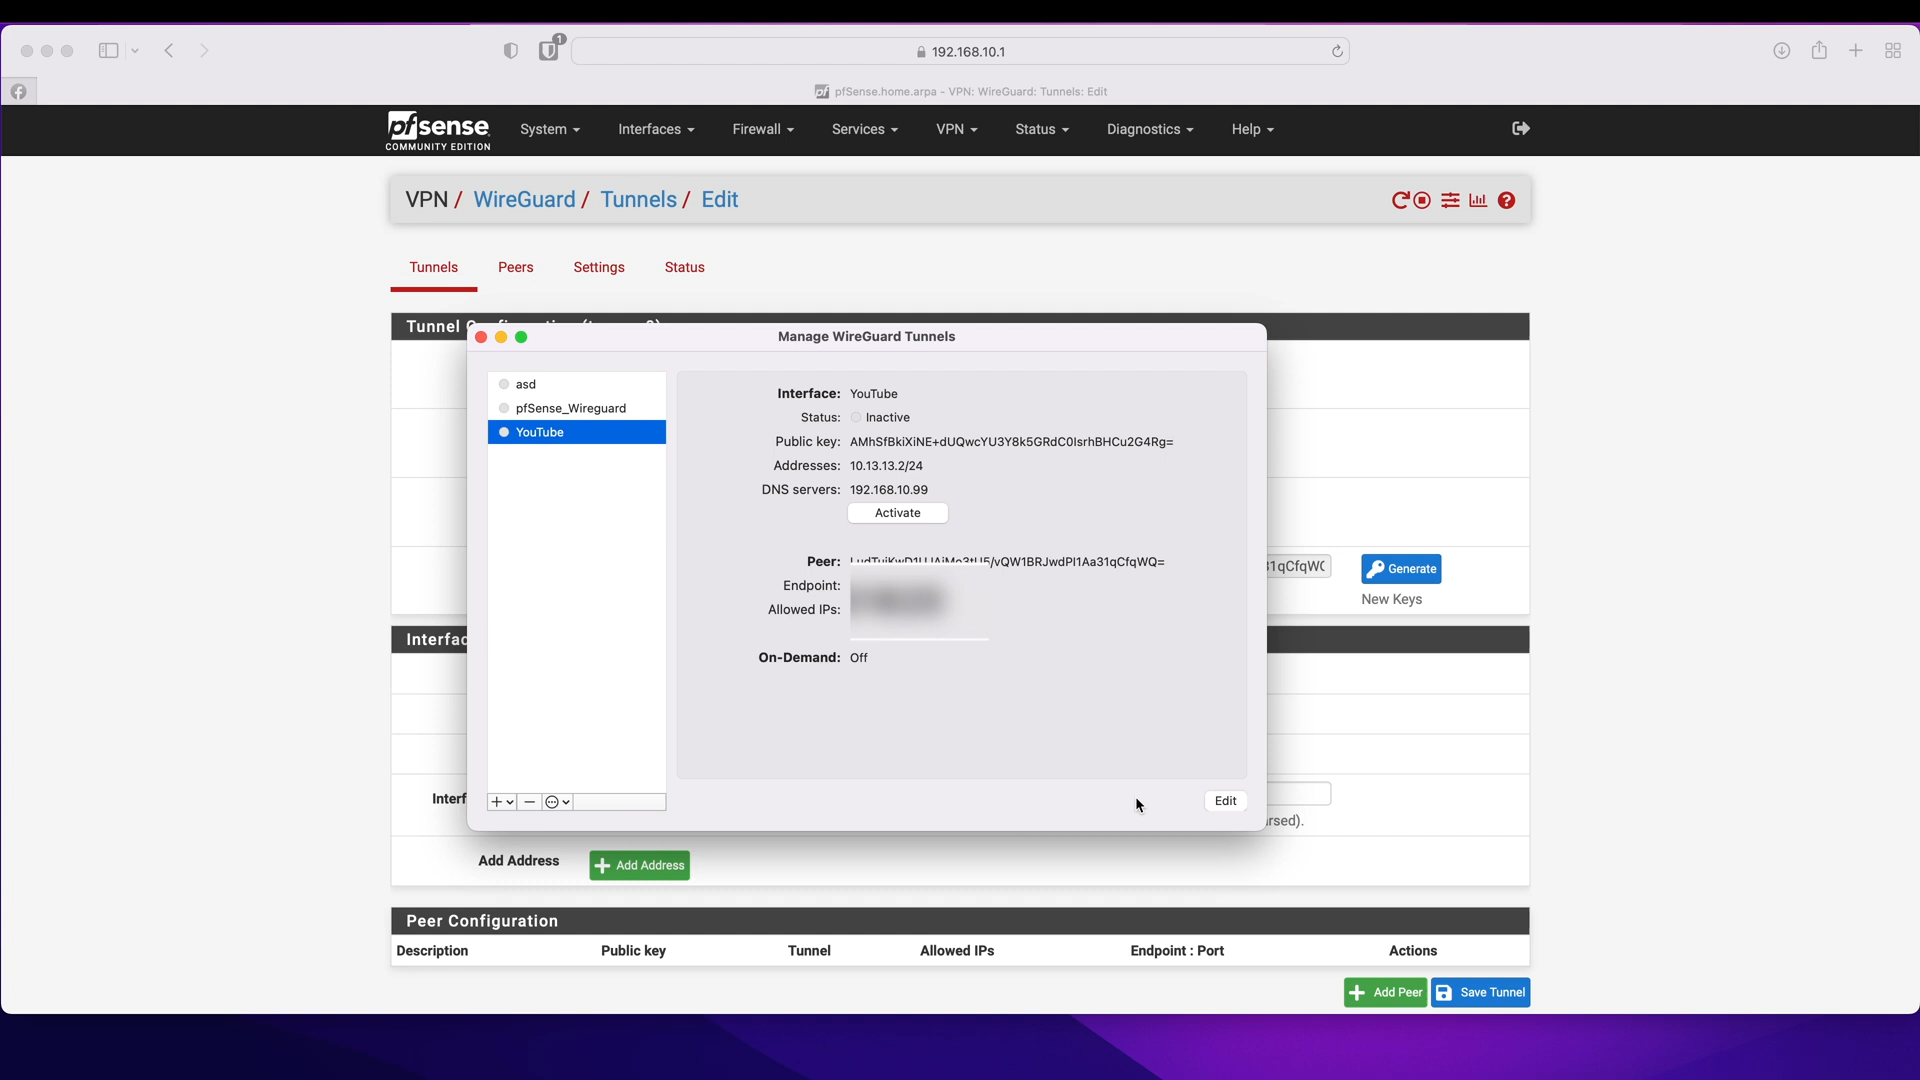 1
192.168.10.1
pfSense.home.arpa - VPN: WireGuard: Tunnels: Edit
pfsense
COMMUNITY EDITION
System
Interfaces
Firewall
Services
VPN
Status
Diagnostics
Help
VPN / WireGuard / Tunnels / Edit
Tunnels
Peers
Settings
Status
Tunnel
Manage WireGuard Tunnels
asd
pfSense_Wireguard
YouTube
Interface: YouTube
Status: Inactive
Public key: AMhSfBkiXiNE+dUQwcYU3Y8k5GRdC0IsrhBHCu2G4Rg=
Addresses: 10.13.13.2/24
DNS servers: 192.168.10.99
Activate
Peer: /vQW1BRJwdPI1Aa31qCfqWQ=
Endpoint:
Allowed IPs:
On-Demand: Off
Edit
31qCfqWC
Generate
New Keys
Interfac
Interf
rsed).
Add Address
Add Address
Peer Configuration
Description
Public key
Tunnel
Allowed IPs
Endpoint : Port
Actions
Add Peer
Save Tunnel